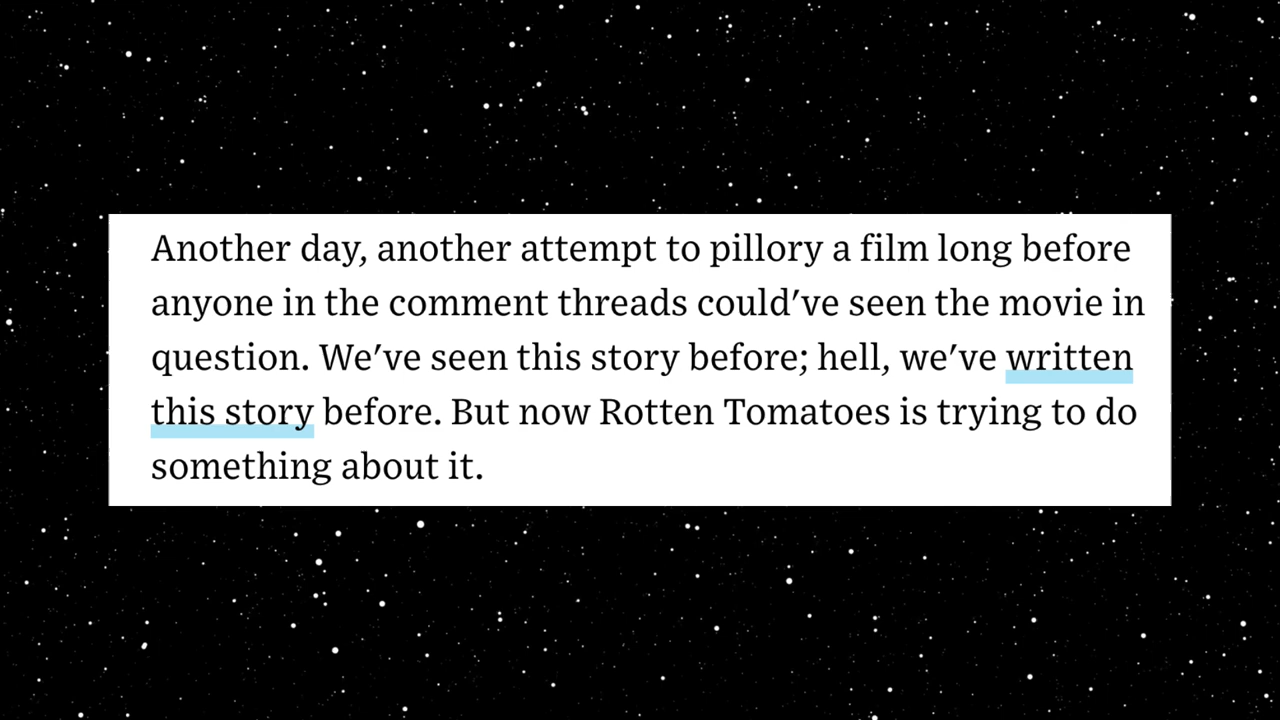 Another day, another attempt to pillory a film long before
anyone in the comment threads could've seen the movie in
question. We've seen this story before; hell, we've written
this story before. But now Rotten Tomatoes is trying to do
something about it.